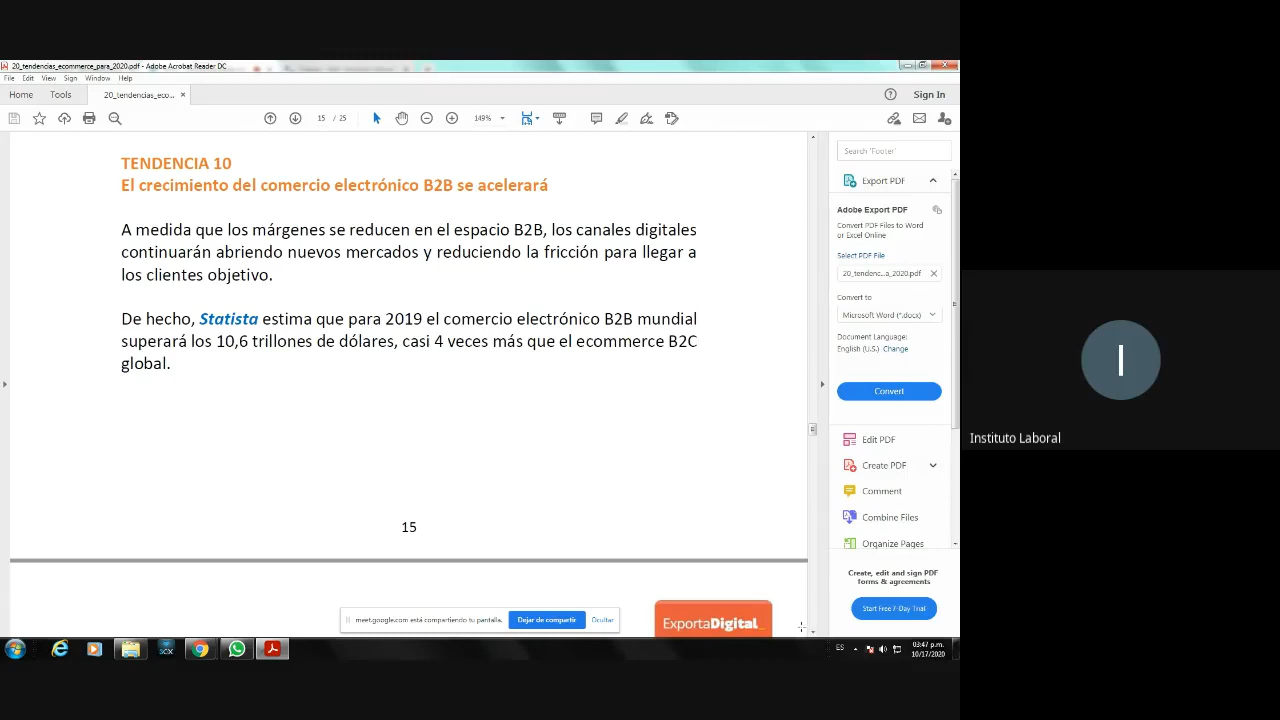 20_tendencias_ecommerce_para_2020.pdf - Adobe Acrobat Reader DC
File Edit View Sign Window Help
Home Tools 20_tendencias_eco... × Sign In
15 / 25 149%
TENDENCIA 10
El crecimiento del comercio electrónico B2B se acelerará
A medida que los márgenes se reducen en el espacio B2B, los canales digitales
continuarán abriendo nuevos mercados y reduciendo la fricción para llegar a
los clientes objetivo.
De hecho, Statista estima que para 2019 el comercio electrónico B2B mundial
superará los 10,6 trillones de dólares, casi 4 veces más que el ecommerce B2C
global.
15
Search 'Footer'
Export PDF
Adobe Export PDF
Convert PDF Files to Word
or Excel Online
Select PDF File
20_tendenc...a_2020.pdf
Convert to
Microsoft Word (*.docx)
Document Language:
English (U.S.) Change
Convert
Edit PDF
Create PDF
Comment
Combine Files
Organize Pages
Create, edit and sign PDF
forms & agreements
Start Free 7-Day Trial
meet.google.com está compartiendo tu pantalla. Dejar de compartir Ocultar
ExportaDigital
ES
03:47 p.m.
10/17/2020
I
Instituto Laboral